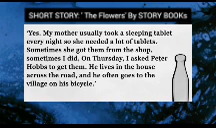 SHORT STORY: ' The Flowers' By STORY BOOKs
'Yes. My mother usually took a sleeping tablet
every night so she needed a lot of tablets.
Sometimes she got them from the shop,
sometimes I did. On Thursday, I asked Peter
Hobbs to get them. He lives in the house
across the road, and he often goes to the
village on his bicycle.'